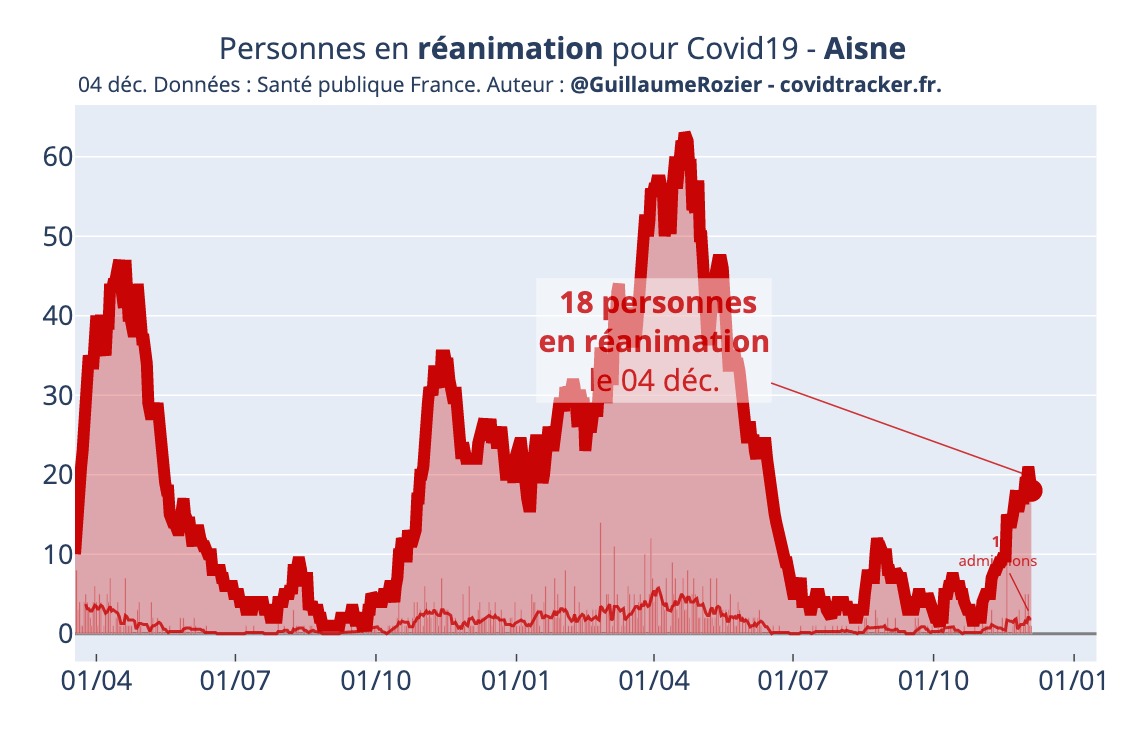 Personnes en réanimation pour Covid19 - Aisne
04 déc. Données : Santé publique France. Auteur : @GuillaumeRozier - covidtracker.fr.
60
50
40
30
20
10
0
18 personnes
en réanimation
le 04 déc.
admissions
01/04
01/07
01/10
01/01
01/04
01/07
01/10
01/01